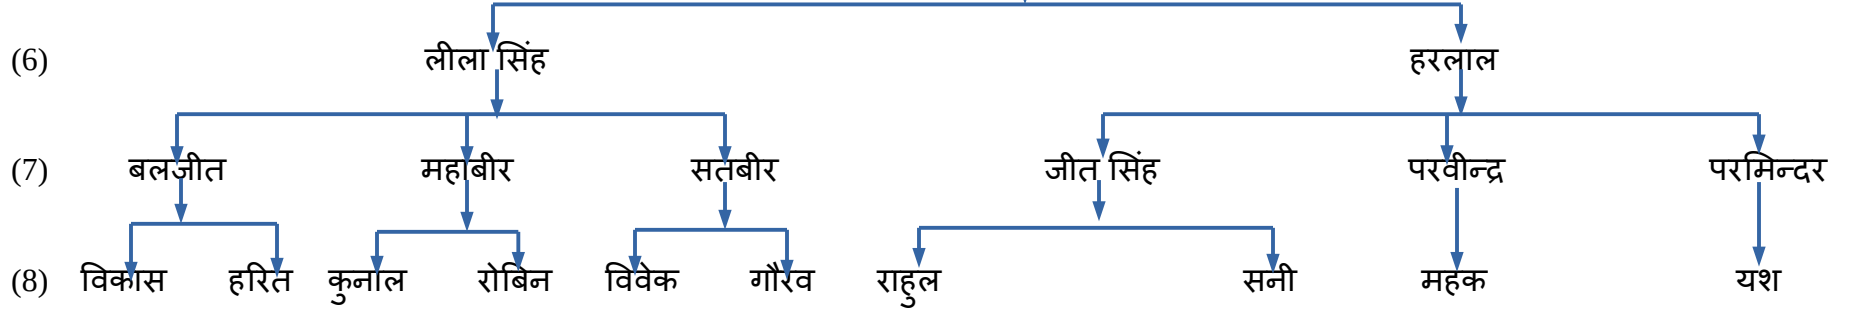 (6) लीला सिंह हरलाल
(7) बलजीत महाबीर सतबीर जीत सिंह परवीन्द्र परमिन्दर
(8) विकास हरित कुनाल रोबिन विवेक गौरव राहुल सनी महक यश